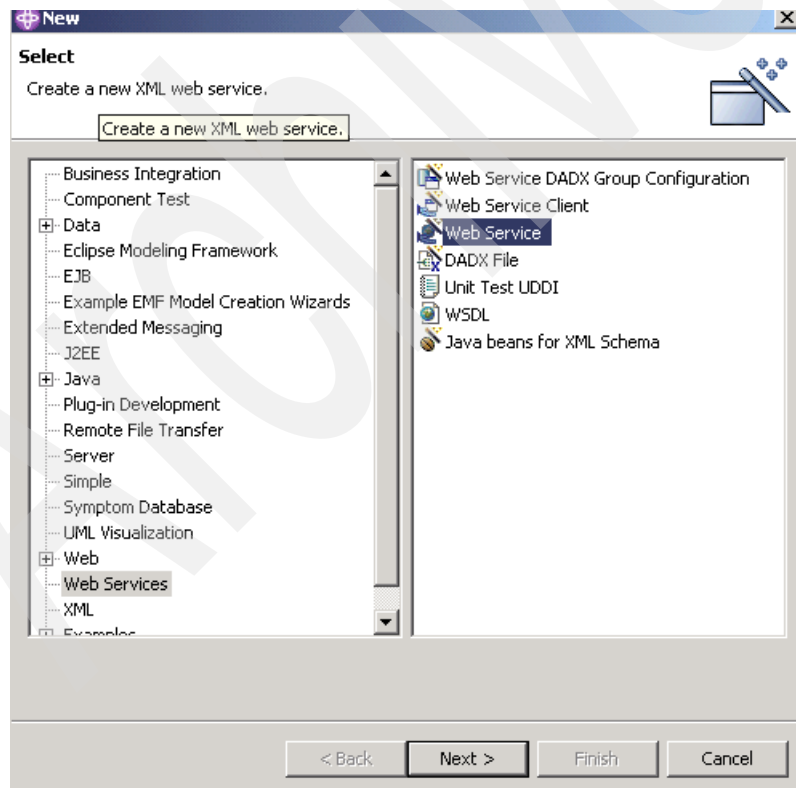 New
Select
Create a new XML web service.
Create a new XML web service.
Business Integration
Component Test
Data
Eclipse Modeling Framework
EJB
Example EMF Model Creation Wizards
Extended Messaging
J2EE
Java
Plug-in Development
Remote File Transfer
Server
Simple
Symptom Database
UML Visualization
Web
Web Services
XML
Examples
Web Service DADX Group Configuration
Web Service Client
Web Service
DADX File
Unit Test UDDI
WSDL
Java beans for XML Schema
< Back
Next >
Finish
Cancel